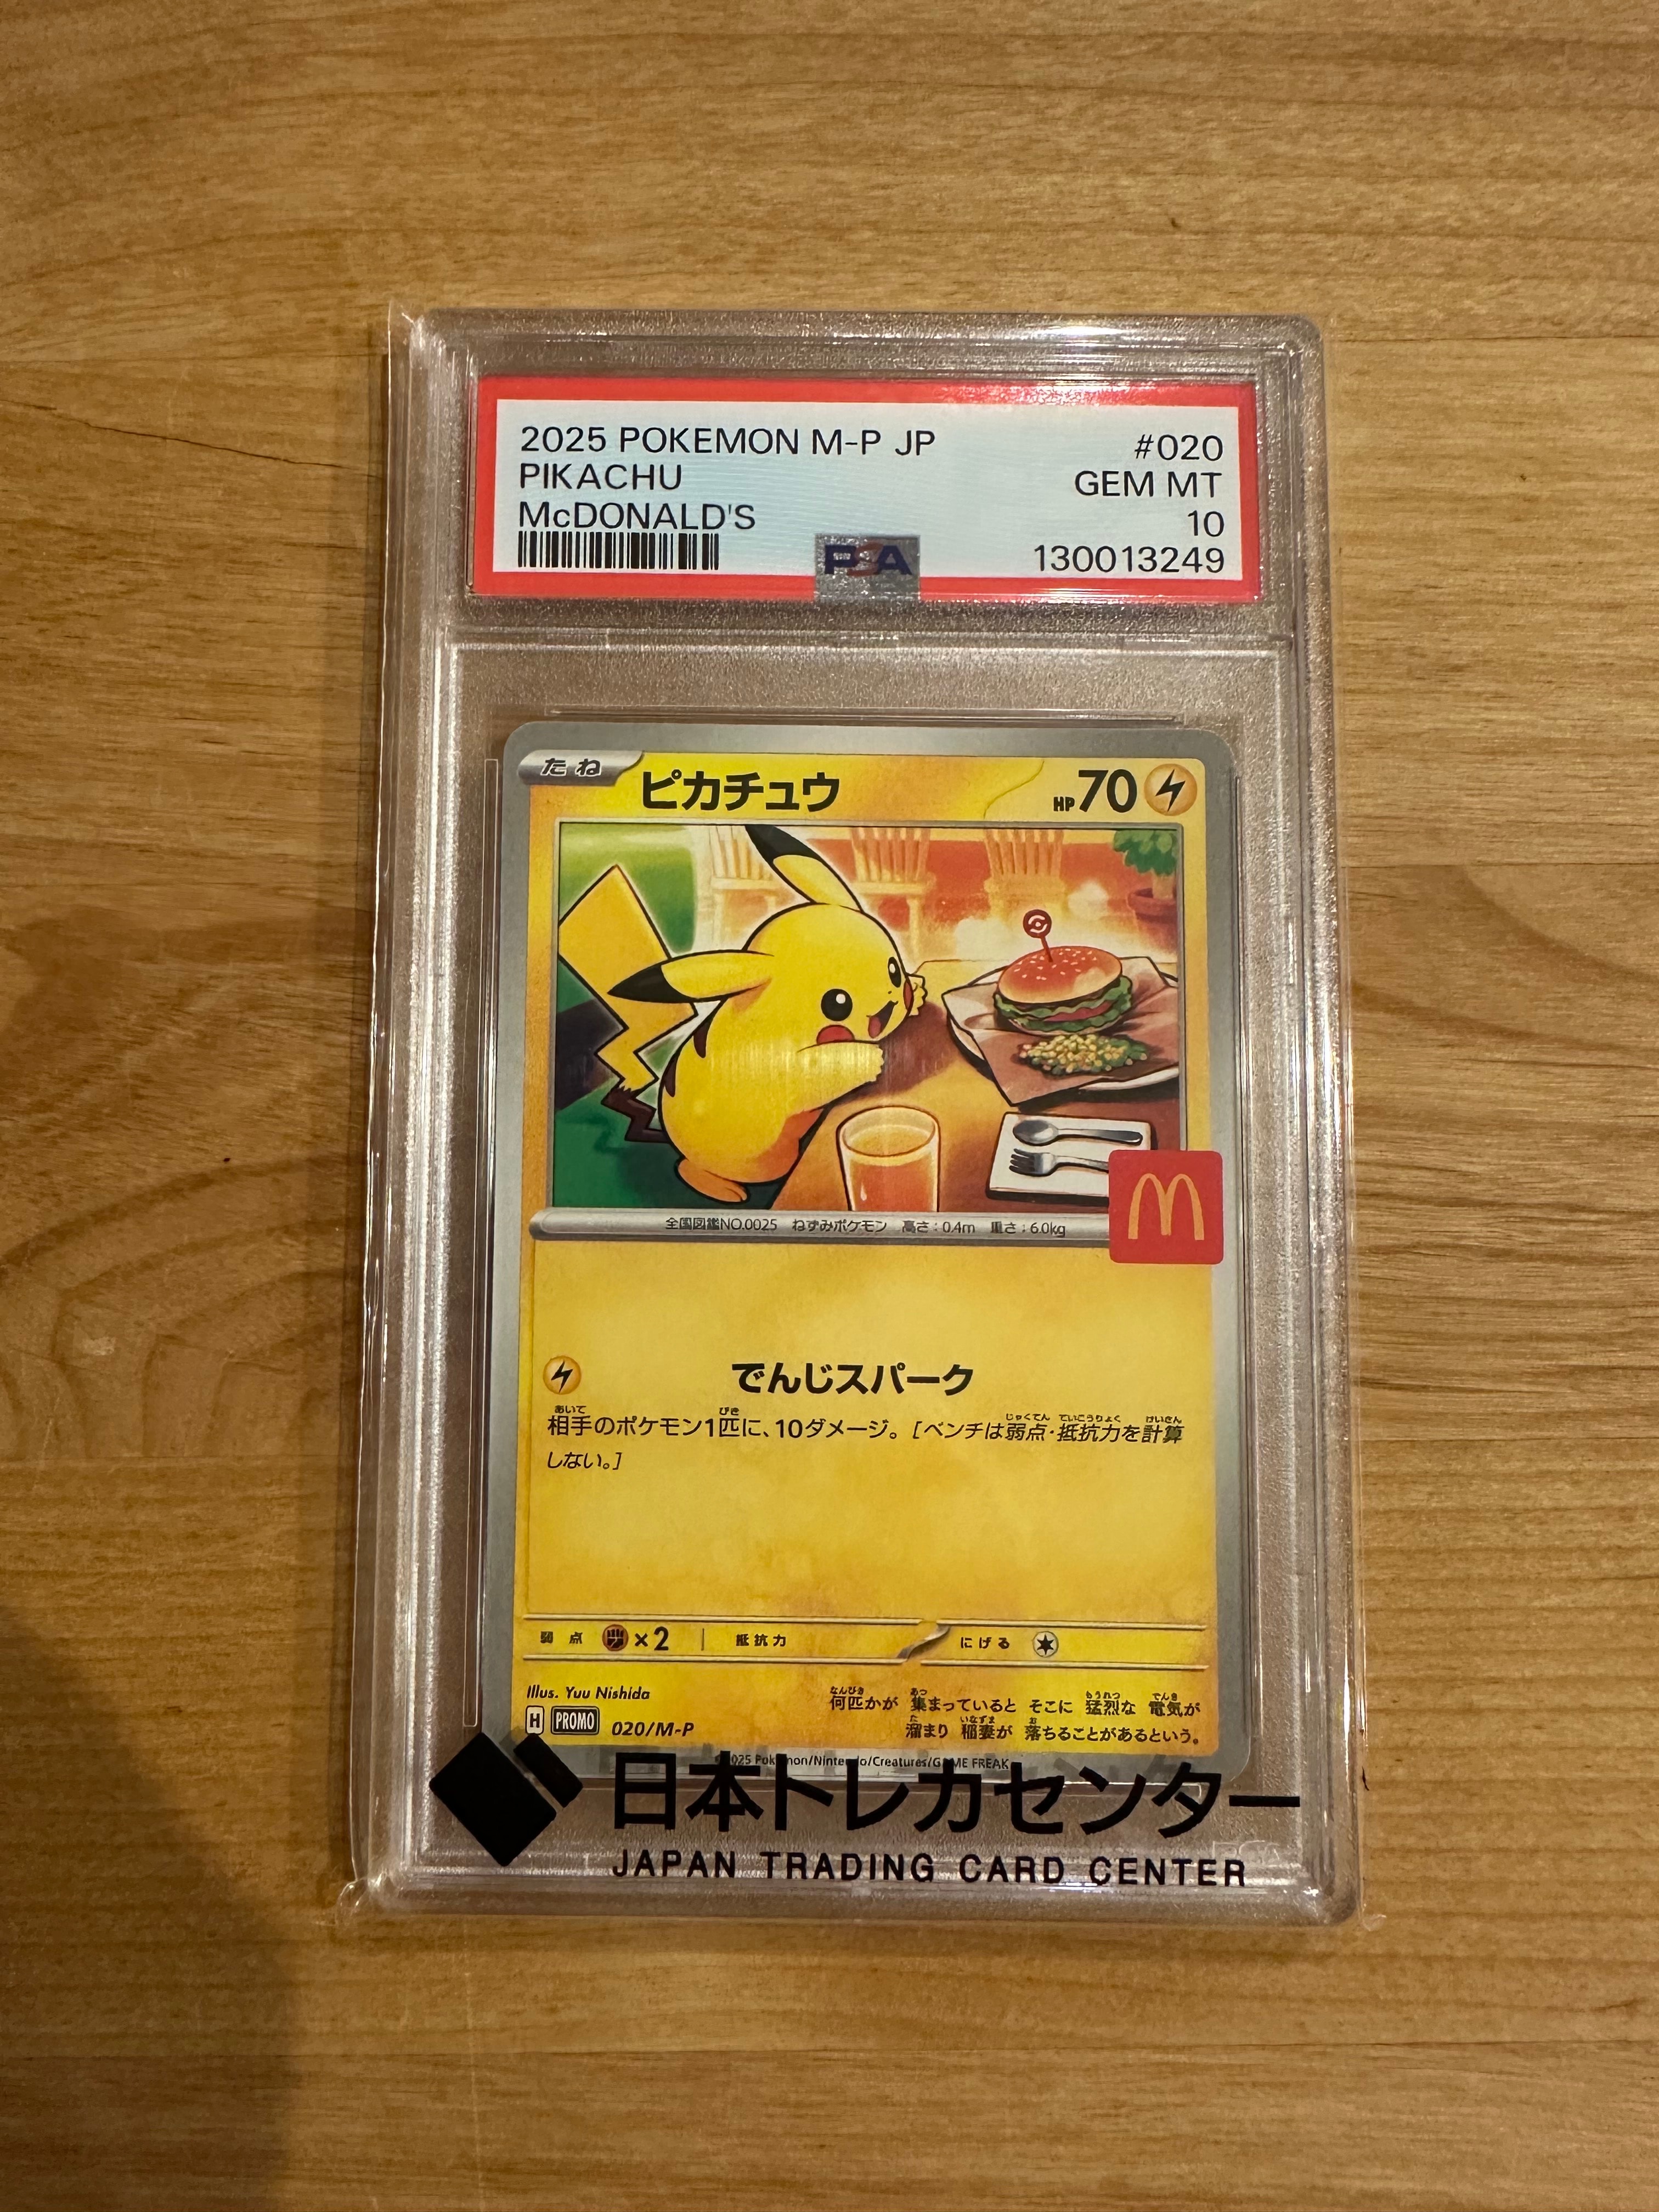 2025 POKEMON M-P JP #020
PIKACHU GEM MT
McDONALD'S 10
PSA 130013249
たね ピカチュウ HP70
全国図鑑NO.0025 ねずみポケモン 高さ:0.4m 重さ:6.0kg
M
でんじスパーク
相手のポケモン1匹に、10ダメージ。[ベンチは弱点・抵抗力を計算
しない。]
弱点 ×2 抵抗力 にげる
Illus. Yuu Nishida
H PROMO 020/M-P
何匹かが 集まっていると そこに 猛烈な 電気が
溜まり 稲妻が 落ちることがあるという。
©2025 Pokémon/Nintendo/Creatures/GAME FREAK
日本トレカセンター
JAPAN TRADING CARD CENTER